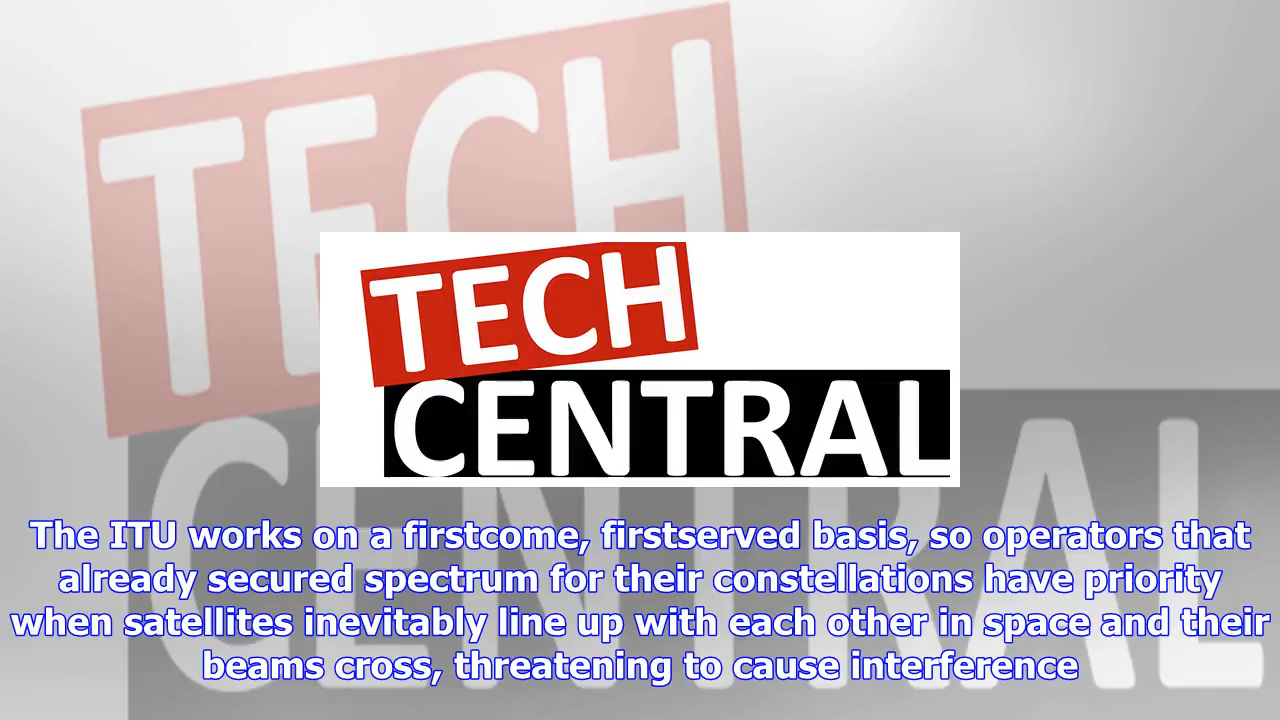 TECH
CENTRAL
TECH
CENTRAL
The ITU works on a firstcome, firstserved basis, so operators that
already secured spectrum for their constellations have priority
when satellites inevitably line up with each other in space and their
beams cross, threatening to cause interference